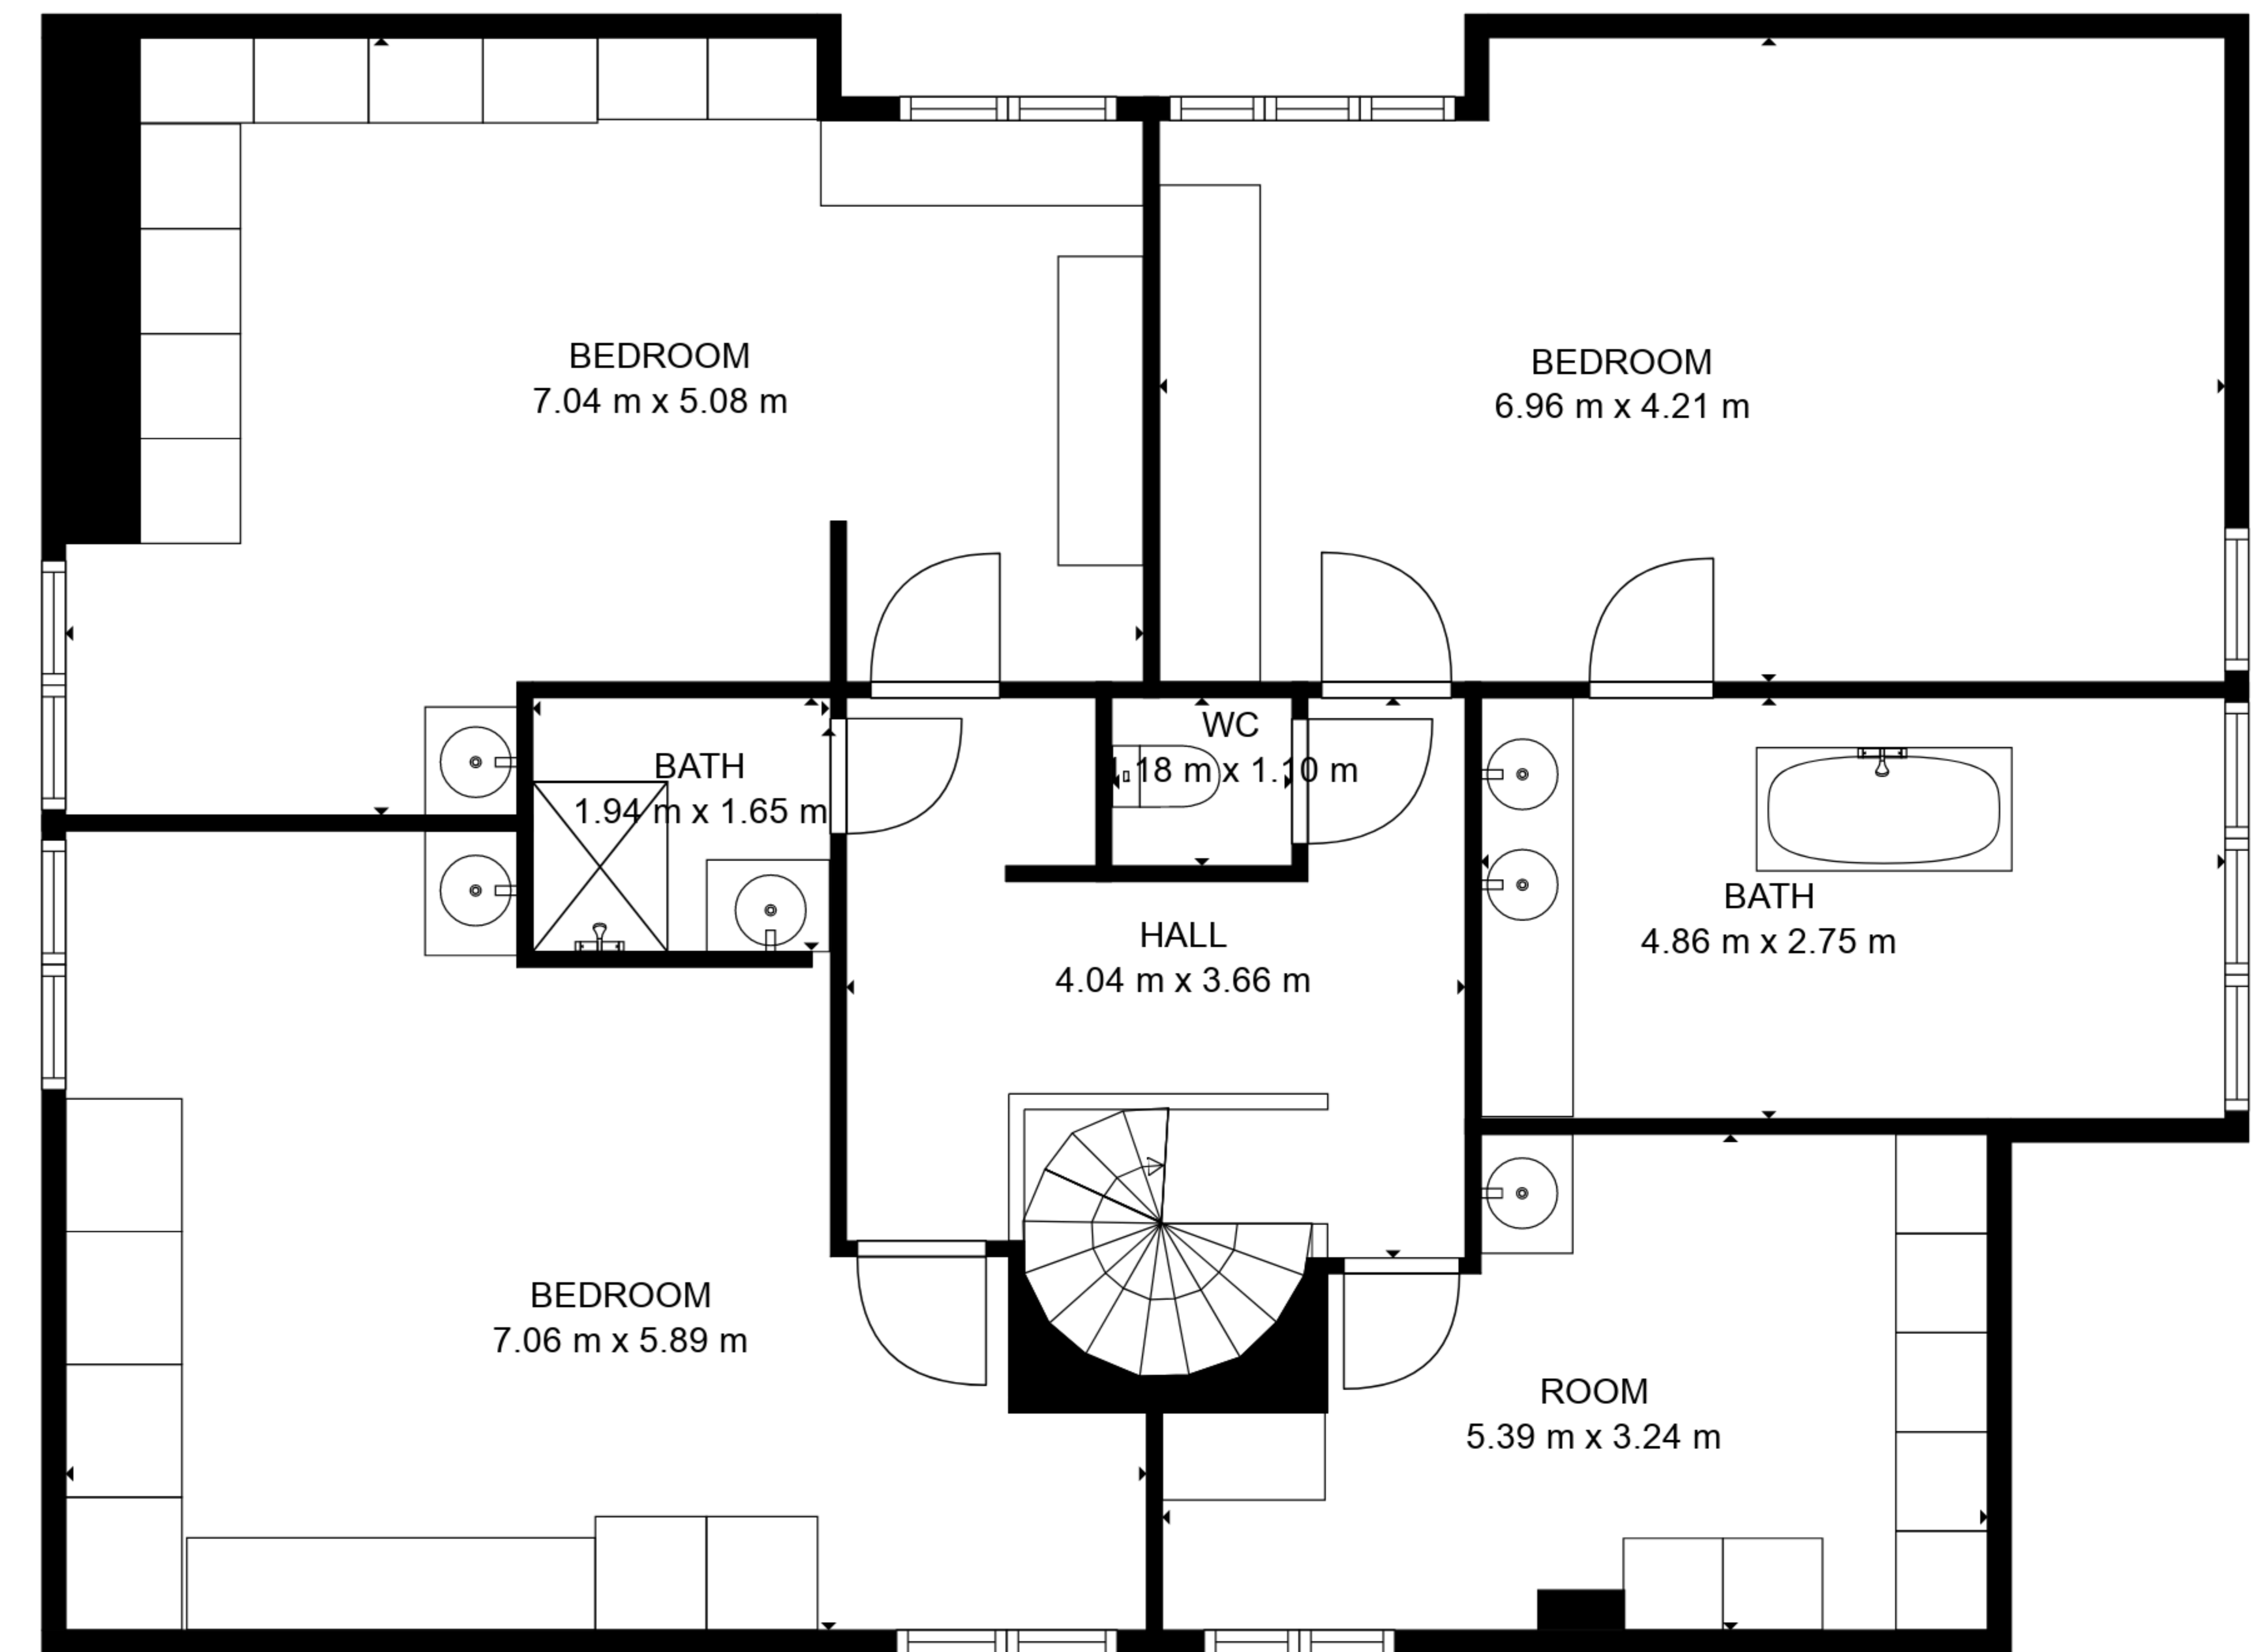 BEDROOM
7.04 m x 5.08 m
BEDROOM
6.96 m x 4.21 m
BATH
1.94 m x 1.65 m
WC
1.18 m x 1.10 m
BATH
4.86 m x 2.75 m
HALL
4.04 m x 3.66 m
BEDROOM
7.06 m x 5.89 m
ROOM
5.39 m x 3.24 m